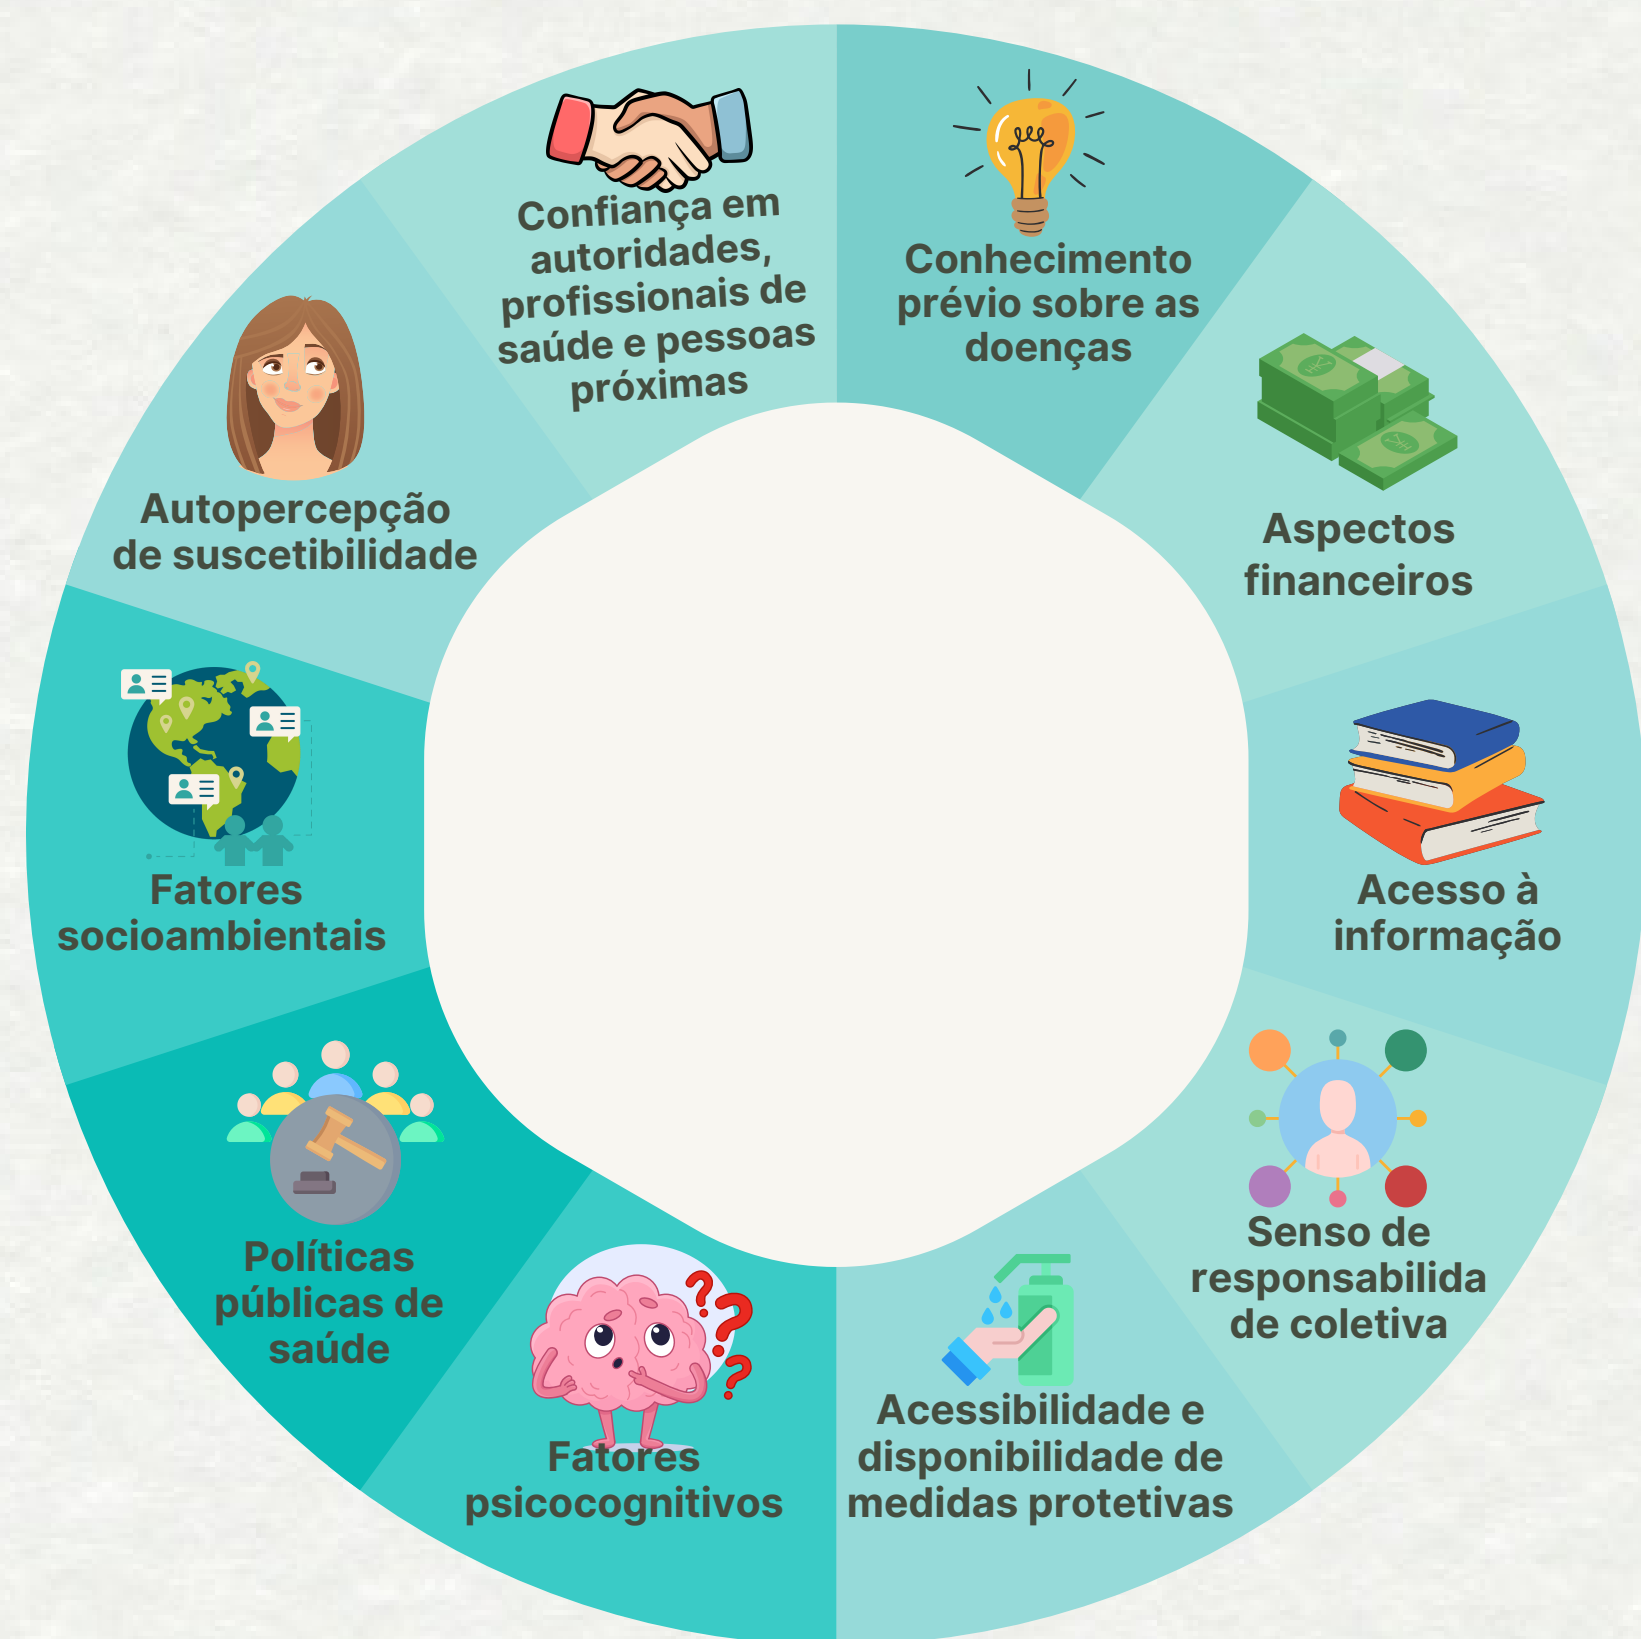 Confiança em
autoridades,
profissionais de
saúde e pessoas
próximas
Conhecimento
prévio sobre as
doenças
Aspectos
financeiros
Acesso à
informação
Senso de
responsabilida
de coletiva
Acessibilidade e
disponibilidade de
medidas protetivas
Fatores
psicocognitivos
Políticas
públicas de
saúde
Fatores
socioambientais
Autopercepção
de suscetibilidade